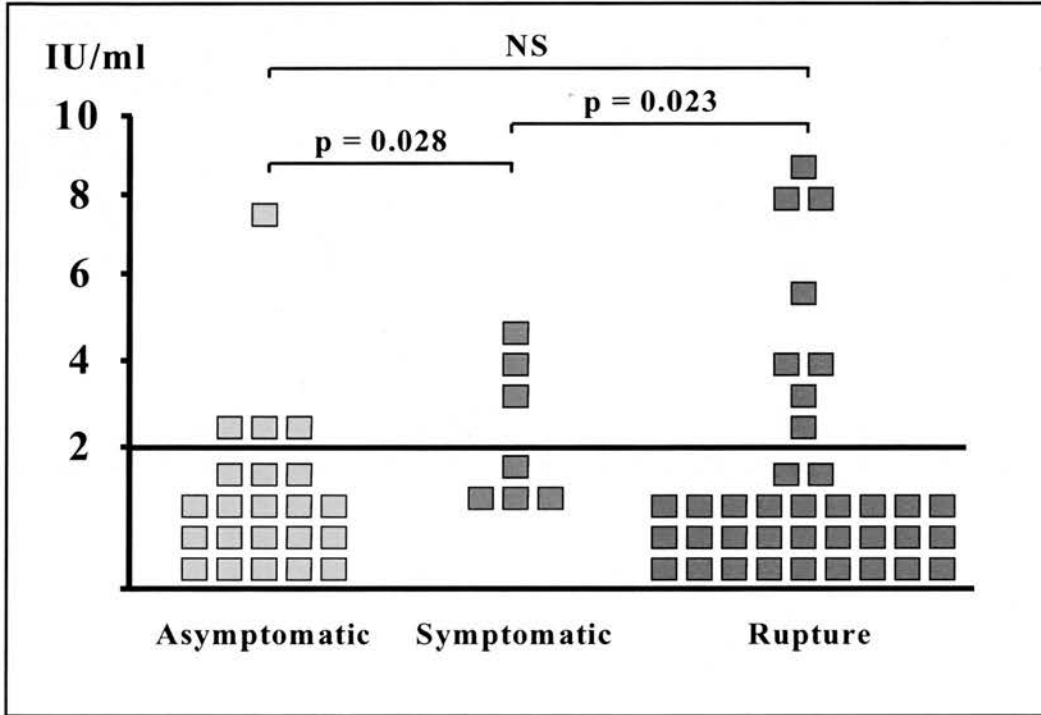 NS
IU/ml
p = 0.023
10
p = 0.028
8
6
4
2
Asymptomatic Symptomatic Rupture